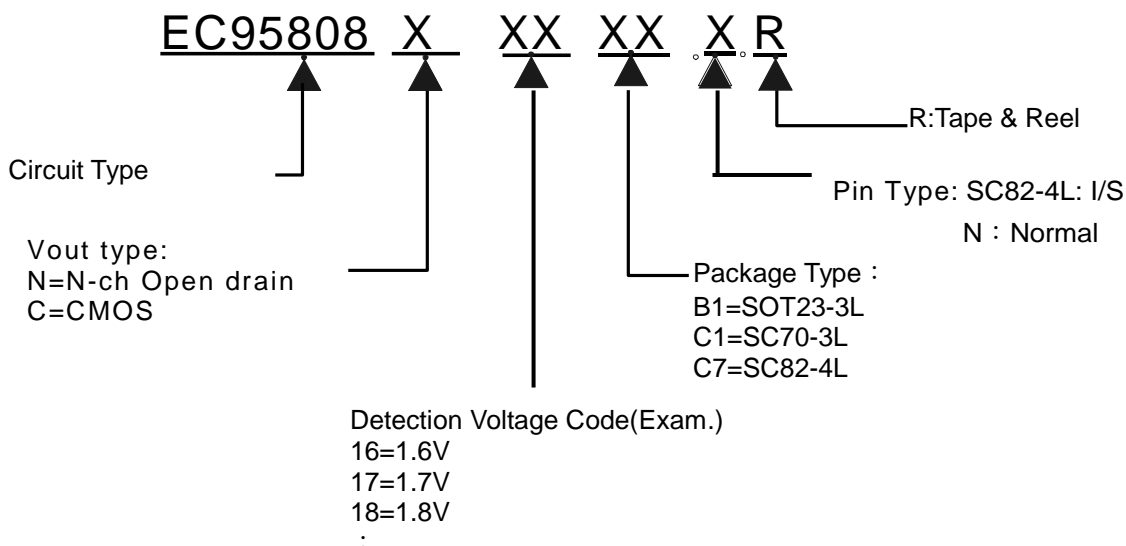 EC95808 X XX XX X R
R:Tape & Reel
Circuit Type
Pin Type: SC82-4L: I/S
N：Normal
Vout type:
N=N-ch Open drain
C=CMOS
Package Type：
B1=SOT23-3L
C1=SC70-3L
C7=SC82-4L
Detection Voltage Code(Exam.)
16=1.6V
17=1.7V
18=1.8V
: